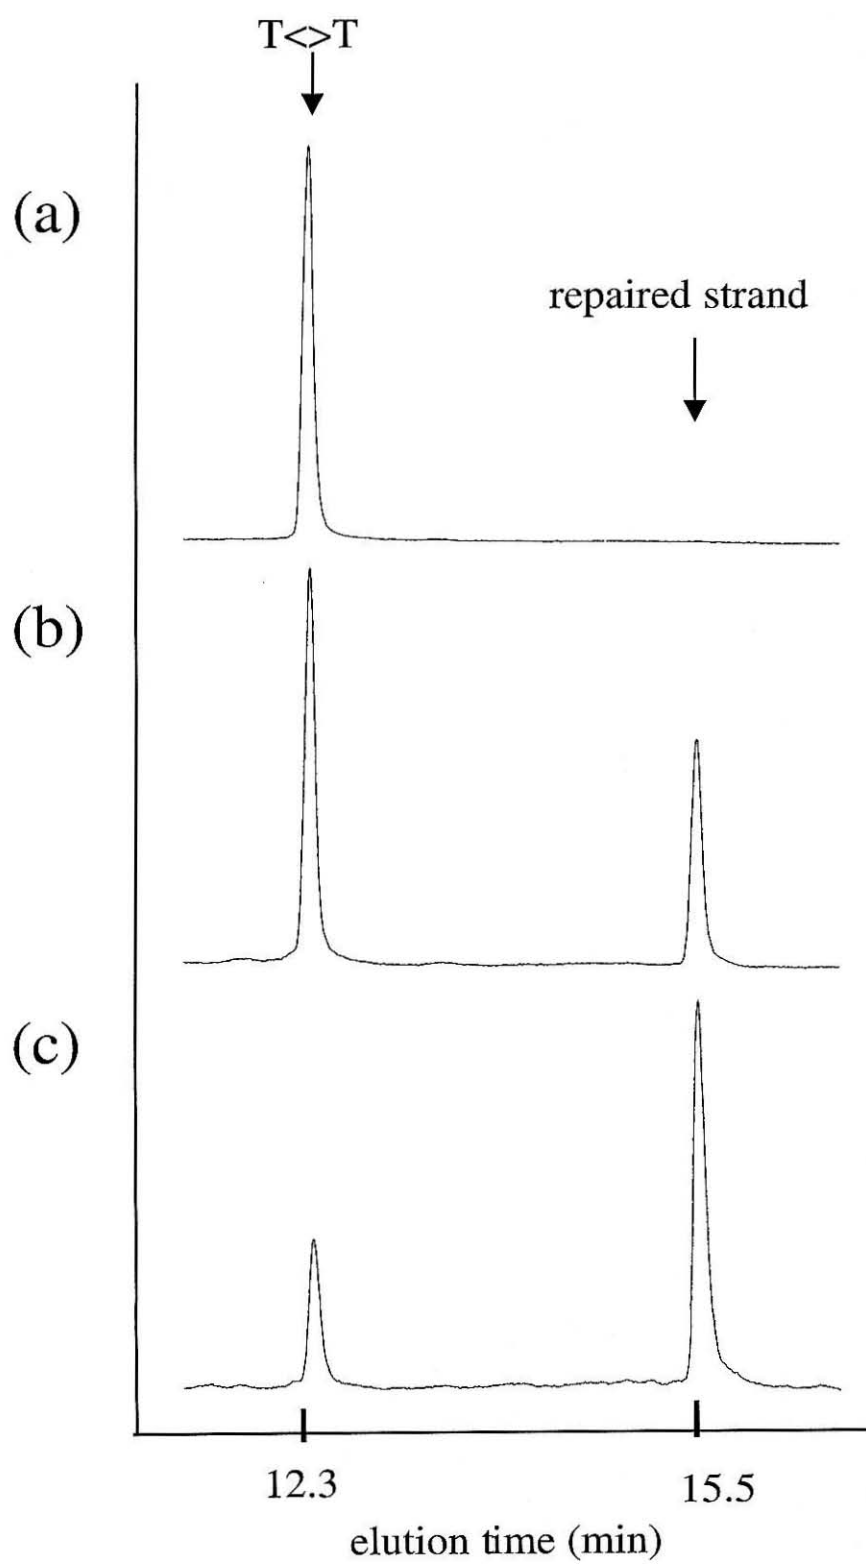 T<>T
(a)
repaired strand
(b)
(c)
12.3
15.5
elution time (min)